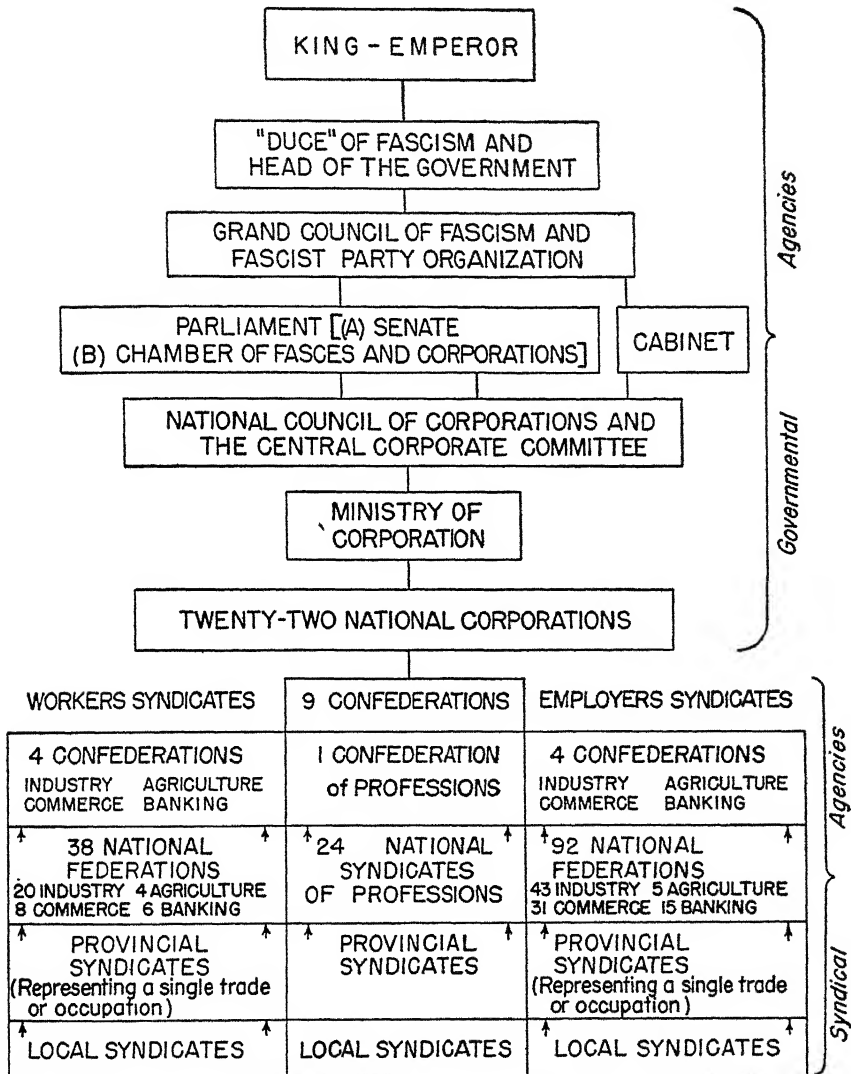 KING-EMPEROR
"DUCE" OF FASCISM AND
HEAD OF THE GOVERNMENT
GRAND COUNCIL OF FASCISM AND
FASCIST PARTY ORGANIZATION
PARLIAMENT [(A) SENATE
(B) CHAMBER OF FASCES AND CORPORATIONS]
CABINET
NATIONAL COUNCIL OF CORPORATIONS AND
THE CENTRAL CORPORATE COMMITTEE
MINISTRY OF
CORPORATION
TWENTY-TWO NATIONAL CORPORATIONS
Governmental Agencies
WORKERS SYNDICATES
9 CONFEDERATIONS
EMPLOYERS SYNDICATES
4 CONFEDERATIONS
INDUSTRY AGRICULTURE
COMMERCE BANKING
1 CONFEDERATION
of PROFESSIONS
4 CONFEDERATIONS
INDUSTRY AGRICULTURE
COMMERCE BANKING
38 NATIONAL
FEDERATIONS
20 INDUSTRY 4 AGRICULTURE
8 COMMERCE 6 BANKING
24 NATIONAL
SYNDICATES
OF PROFESSIONS
92 NATIONAL
FEDERATIONS
43 INDUSTRY 5 AGRICULTURE
31 COMMERCE 15 BANKING
PROVINCIAL
SYNDICATES
(Representing a single trade
or occupation)
PROVINCIAL
SYNDICATES
PROVINCIAL
SYNDICATES
(Representing a single trade
or occupation)
LOCAL SYNDICATES
LOCAL SYNDICATES
LOCAL SYNDICATES
Syndical Agencies